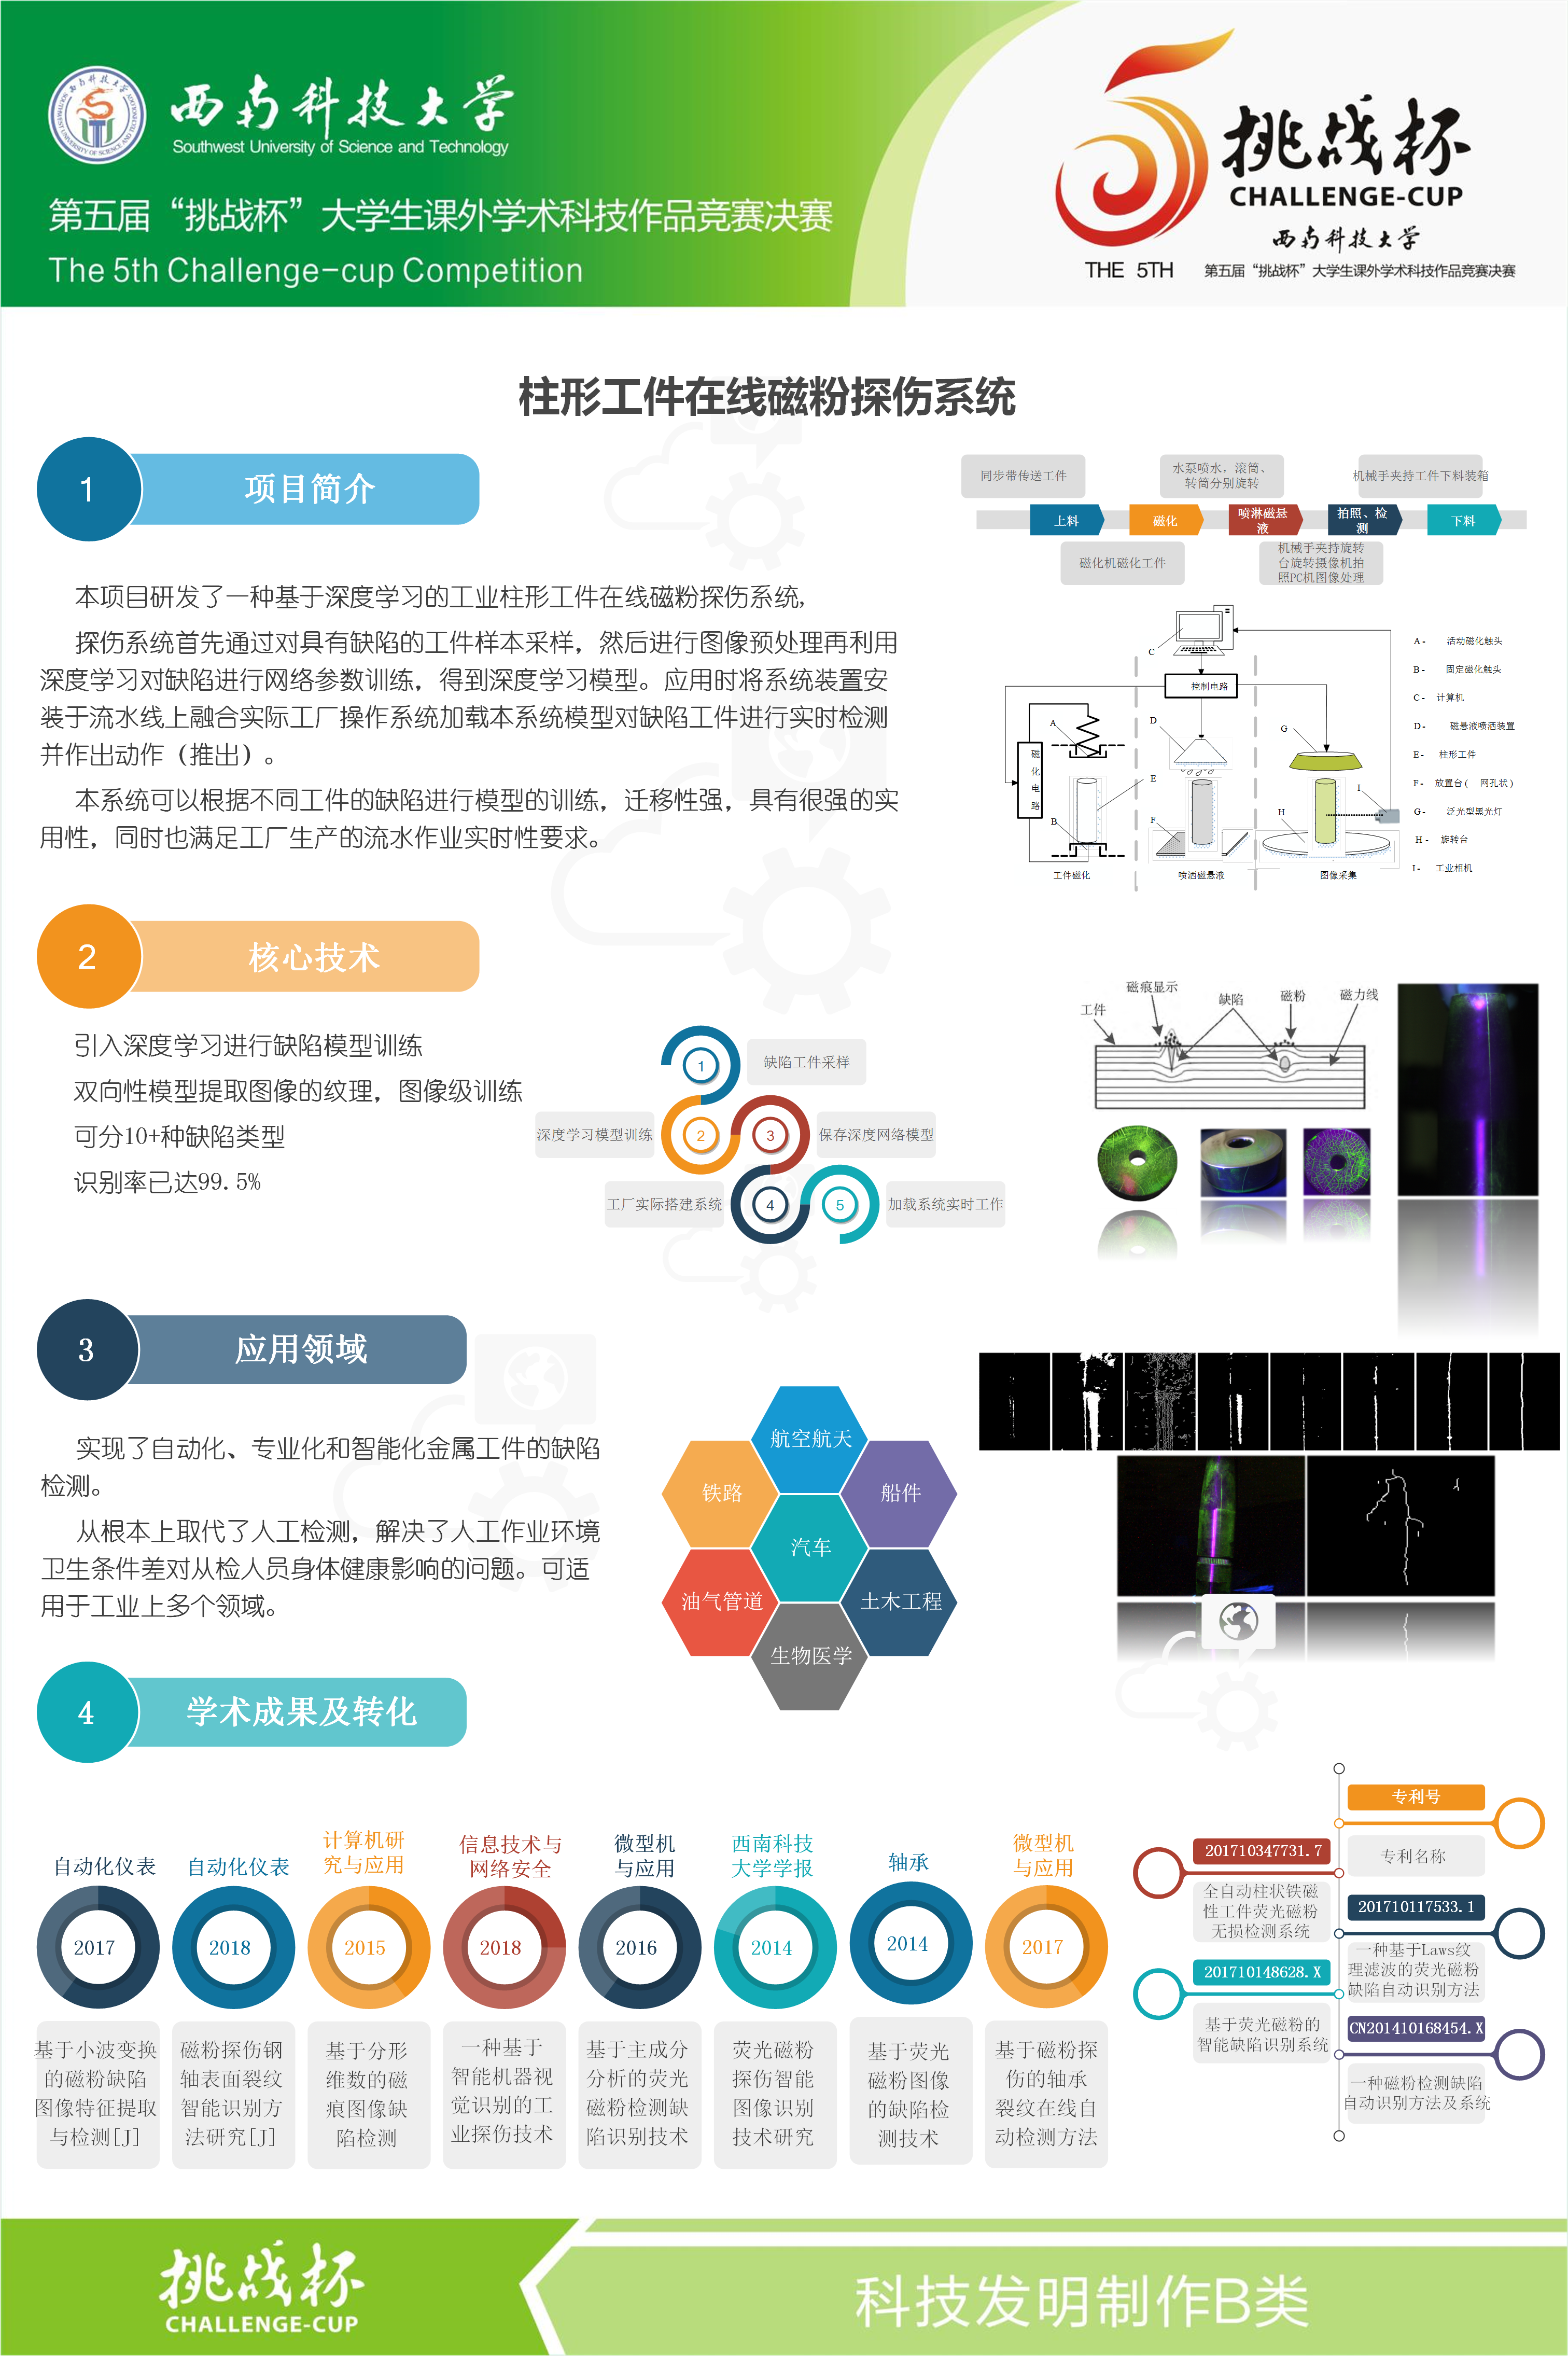 西南科技大学
Southwest University of Science and Technology
第五届“挑战杯”大学生课外学术科技作品竞赛决赛
The 5th Challenge-cup Competition
挑战杯
CHALLENGE-CUP
西南科技大学
THE 5TH 第五届“挑战杯”大学生课外学术科技作品竞赛决赛
柱形工件在线磁粉探伤系统
1 项目简介
本项目研发了一种基于深度学习的工业柱形工件在线磁粉探伤系统,
探伤系统首先通过对具有缺陷的工件样本采样，然后进行图像预处理再利用
深度学习对缺陷进行网络参数训练，得到深度学习模型。应用时将系统装置安
装于流水线上融合实际工厂操作系统加载本系统模型对缺陷工件进行实时检测
并作出动作（推出）。
本系统可以根据不同工件的缺陷进行模型的训练，迁移性强，具有很强的实
用性，同时也满足工厂生产的流水作业实时性要求。
同步带传送工件
水泵喷水，滚筒、
转筒分别旋转
机械手夹持工件下料装箱
上料
磁化
喷淋磁悬
液
拍照、检
测
下料
磁化机磁化工件
机械手夹持旋转
台旋转摄像机拍
照PC机图像处理
C
控制电路
A
D
G
磁化电路
E
I
B
F
H
工件磁化
喷洒磁悬液
图像采集
A- 活动磁化触头
B- 固定磁化触头
C- 计算机
D- 磁悬液喷洒装置
E- 柱形工件
F- 放置台( 网孔状)
G- 泛光型黑光灯
H- 旋转台
I- 工业相机
2 核心技术
引入深度学习进行缺陷模型训练
双向性模型提取图像的纹理，图像级训练
可分10+种缺陷类型
识别率已达99.5%
1 缺陷工件采样
深度学习模型训练 2
3 保存深度网络模型
工厂实际搭建系统 4
5 加载系统实时工作
工件
磁痕显示
缺陷
磁粉
磁力线
3 应用领域
实现了自动化、专业化和智能化金属工件的缺陷
检测。
从根本上取代了人工检测，解决了人工作业环境
卫生条件差对从检人员身体健康影响的问题。可适
用于工业上多个领域。
航空航天
铁路
船件
汽车
油气管道
土木工程
生物医学
4 学术成果及转化
自动化仪表
2017
基于小波变换
的磁粉缺陷
图像特征提取
与检测[J]
自动化仪表
2018
磁粉探伤钢
轴表面裂纹
智能识别方
法研究[J]
计算机研
究与应用
2015
基于分形
维数的磁
痕图像缺
陷检测
信息技术与
网络安全
2018
一种基于
智能机器视
觉识别的工
业探伤技术
微型机
与应用
2016
基于主成分
分析的荧光
磁粉检测缺
陷识别技术
西南科技
大学学报
2014
荧光磁粉
探伤智能
图像识别
技术研究
轴承
2014
基于荧光
磁粉图像
的缺陷检
测技术
微型机
与应用
2017
基于磁粉探
伤的轴承
裂纹在线自
动检测方法
专利号
专利名称
201710347731.7
全自动柱状铁磁
性工件荧光磁粉
无损检测系统
201710117533.1
一种基于Laws纹
理滤波的荧光磁粉
缺陷自动识别方法
201710148628.X
基于荧光磁粉的
智能缺陷识别系统
CN201410168454.X
一种磁粉检测缺陷
自动识别方法及系统
挑战杯
CHALLENGE-CUP
科技发明制作B类